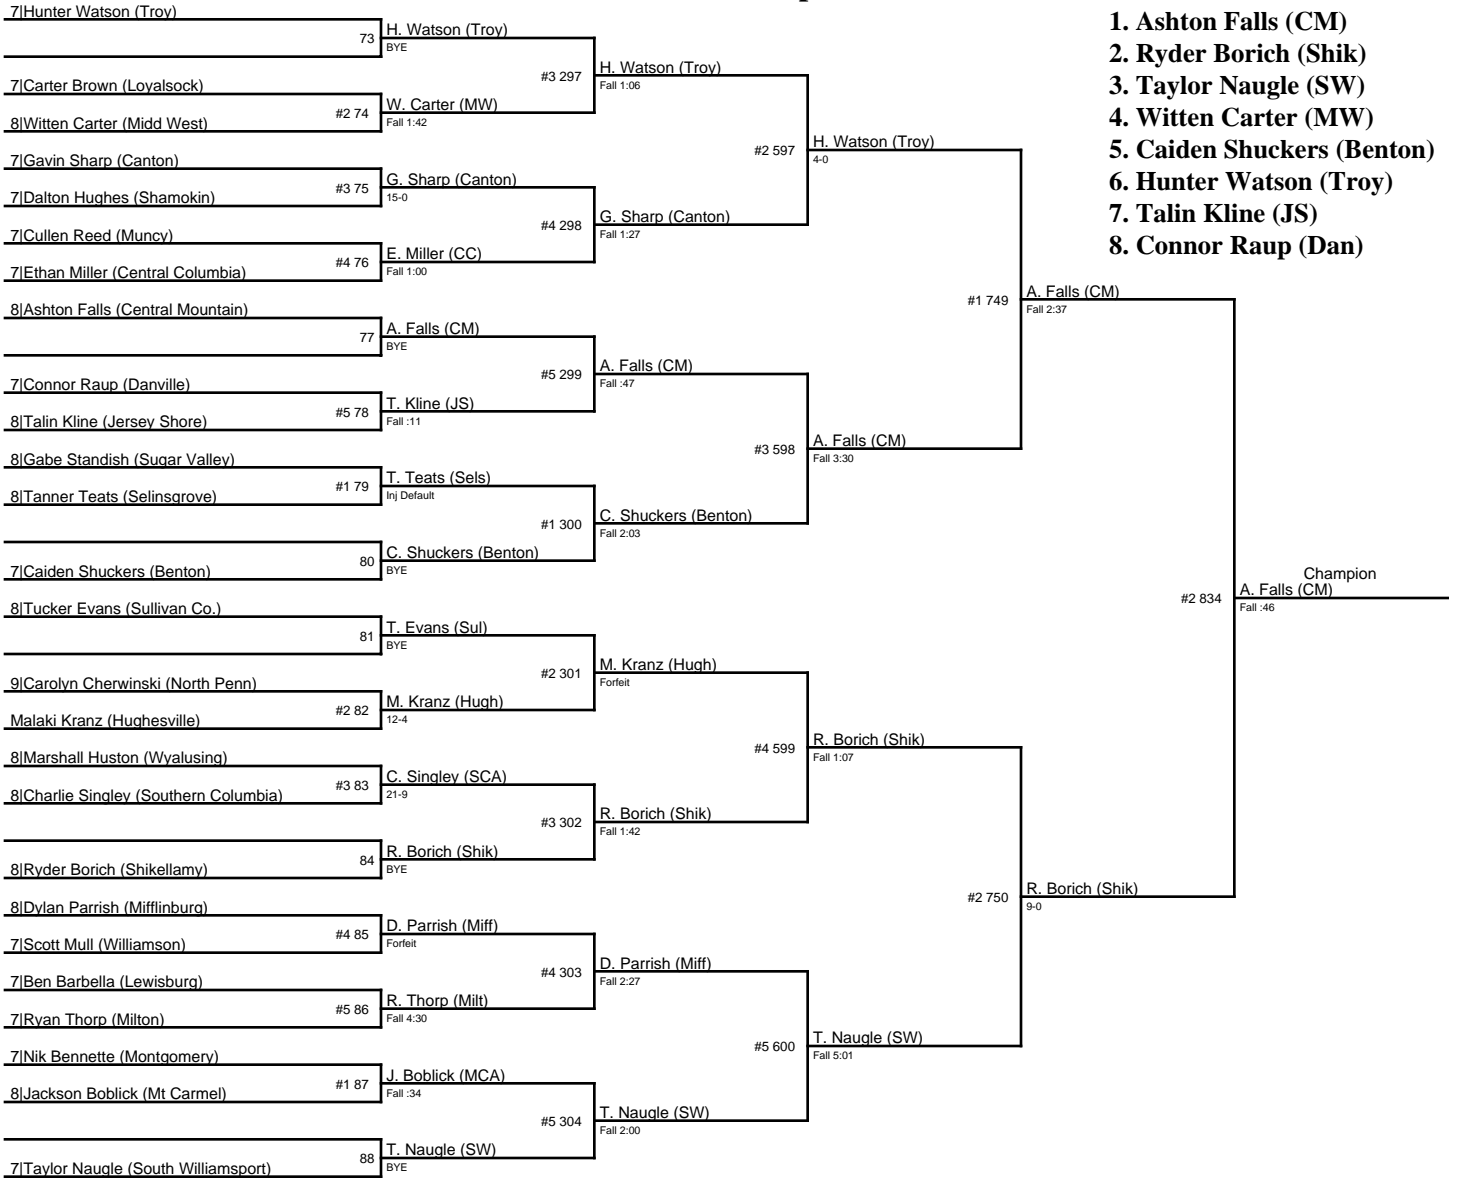 7|Hunter Watson (Troy)
73
H. Watson (Troy)
BYE
7|Carter Brown (Loyalsock)
8|Witten Carter (Midd West)
#2 74
W. Carter (MW)
Fall 1:42
#3 297
H. Watson (Troy)
Fall 1:06
7|Gavin Sharp (Canton)
7|Dalton Hughes (Shamokin)
#3 75
G. Sharp (Canton)
15-0
7|Cullen Reed (Muncy)
7|Ethan Miller (Central Columbia)
#4 76
E. Miller (CC)
Fall 1:00
#4 298
G. Sharp (Canton)
Fall 1:27
#2 597
H. Watson (Troy)
4-0
8|Ashton Falls (Central Mountain)
77
A. Falls (CM)
BYE
7|Connor Raup (Danville)
8|Talin Kline (Jersey Shore)
#5 78
T. Kline (JS)
Fall :11
#5 299
A. Falls (CM)
Fall :47
8|Gabe Standish (Sugar Valley)
8|Tanner Teats (Selinsgrove)
#1 79
T. Teats (Sels)
Inj Default
7|Caiden Shuckers (Benton)
80
C. Shuckers (Benton)
BYE
#1 300
C. Shuckers (Benton)
Fall 2:03
#3 598
A. Falls (CM)
Fall 3:30
#1 749
A. Falls (CM)
Fall 2:37
8|Tucker Evans (Sullivan Co.)
81
T. Evans (Sul)
BYE
9|Carolyn Cherwinski (North Penn)
Malaki Kranz (Hughesville)
#2 82
M. Kranz (Hugh)
12-4
#2 301
M. Kranz (Hugh)
Forfeit
8|Marshall Huston (Wyalusing)
8|Charlie Singley (Southern Columbia)
#3 83
C. Singley (SCA)
21-9
8|Ryder Borich (Shikellamy)
84
R. Borich (Shik)
BYE
#3 302
R. Borich (Shik)
Fall 1:42
#4 599
R. Borich (Shik)
Fall 1:07
8|Dylan Parrish (Mifflinburg)
7|Scott Mull (Williamson)
#4 85
D. Parrish (Miff)
Forfeit
7|Ben Barbella (Lewisburg)
7|Ryan Thorp (Milton)
#5 86
R. Thorp (Milt)
Fall 4:30
#4 303
D. Parrish (Miff)
Fall 2:27
7|Nik Bennette (Montgomery)
8|Jackson Boblick (Mt Carmel)
#1 87
J. Boblick (MCA)
Fall :34
7|Taylor Naugle (South Williamsport)
88
T. Naugle (SW)
BYE
#5 304
T. Naugle (SW)
Fall 2:00
#5 600
T. Naugle (SW)
Fall 5:01
#2 750
R. Borich (Shik)
9-0
#2 834
Champion
A. Falls (CM)
Fall :46
1. Ashton Falls (CM)
2. Ryder Borich (Shik)
3. Taylor Naugle (SW)
4. Witten Carter (MW)
5. Caiden Shuckers (Benton)
6. Hunter Watson (Troy)
7. Talin Kline (JS)
8. Connor Raup (Dan)